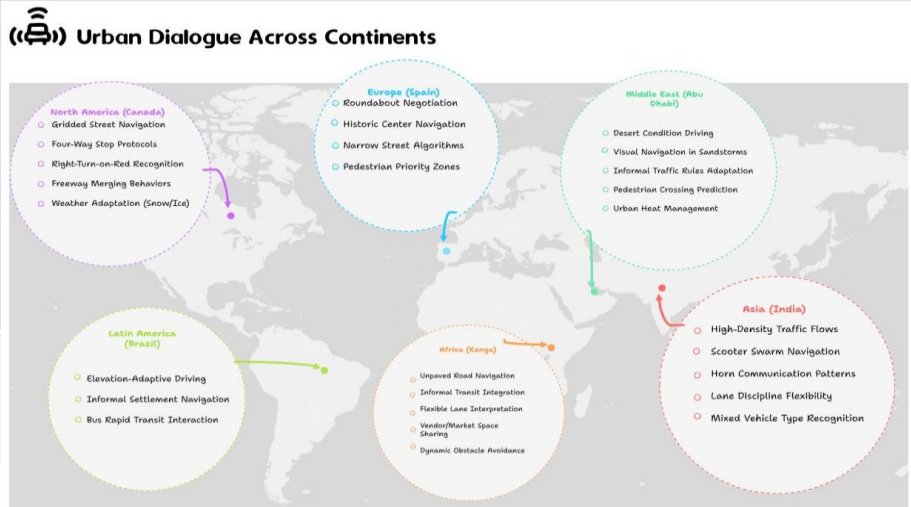 Urban Dialogue Across Continents
North America (Canada)
Gridded Street Navigation
Four-Way Stop Protocols
Right-Turn-on-Red Recognition
Freeway Merging Behaviors
Weather Adaptation (Snow/Ice)
Europe (Spain)
Roundabout Negotiation
Historic Center Navigation
Narrow Street Algorithms
Pedestrian Priority Zones
Middle East (Abu
Dhabi)
Desert Condition Driving
Visual Navigation in Sandstorms
Informal Traffic Rules Adaptation
Pedestrian Crossing Prediction
Urban Heat Management
Latin America
(Brazil)
Elevation-Adaptive Driving
Informal Settlement Navigation
Bus Rapid Transit Interaction
Africa (Kenya)
Unpaved Road Navigation
Informal Transit Integration
Flexible Lane Interpretation
Vendor/Market Space
Sharing
Dynamic Obstacle Avoidance
Asia (India)
High-Density Traffic Flows
Scooter Swarm Navigation
Horn Communication Patterns
Lane Discipline Flexibility
Mixed Vehicle Type Recognition